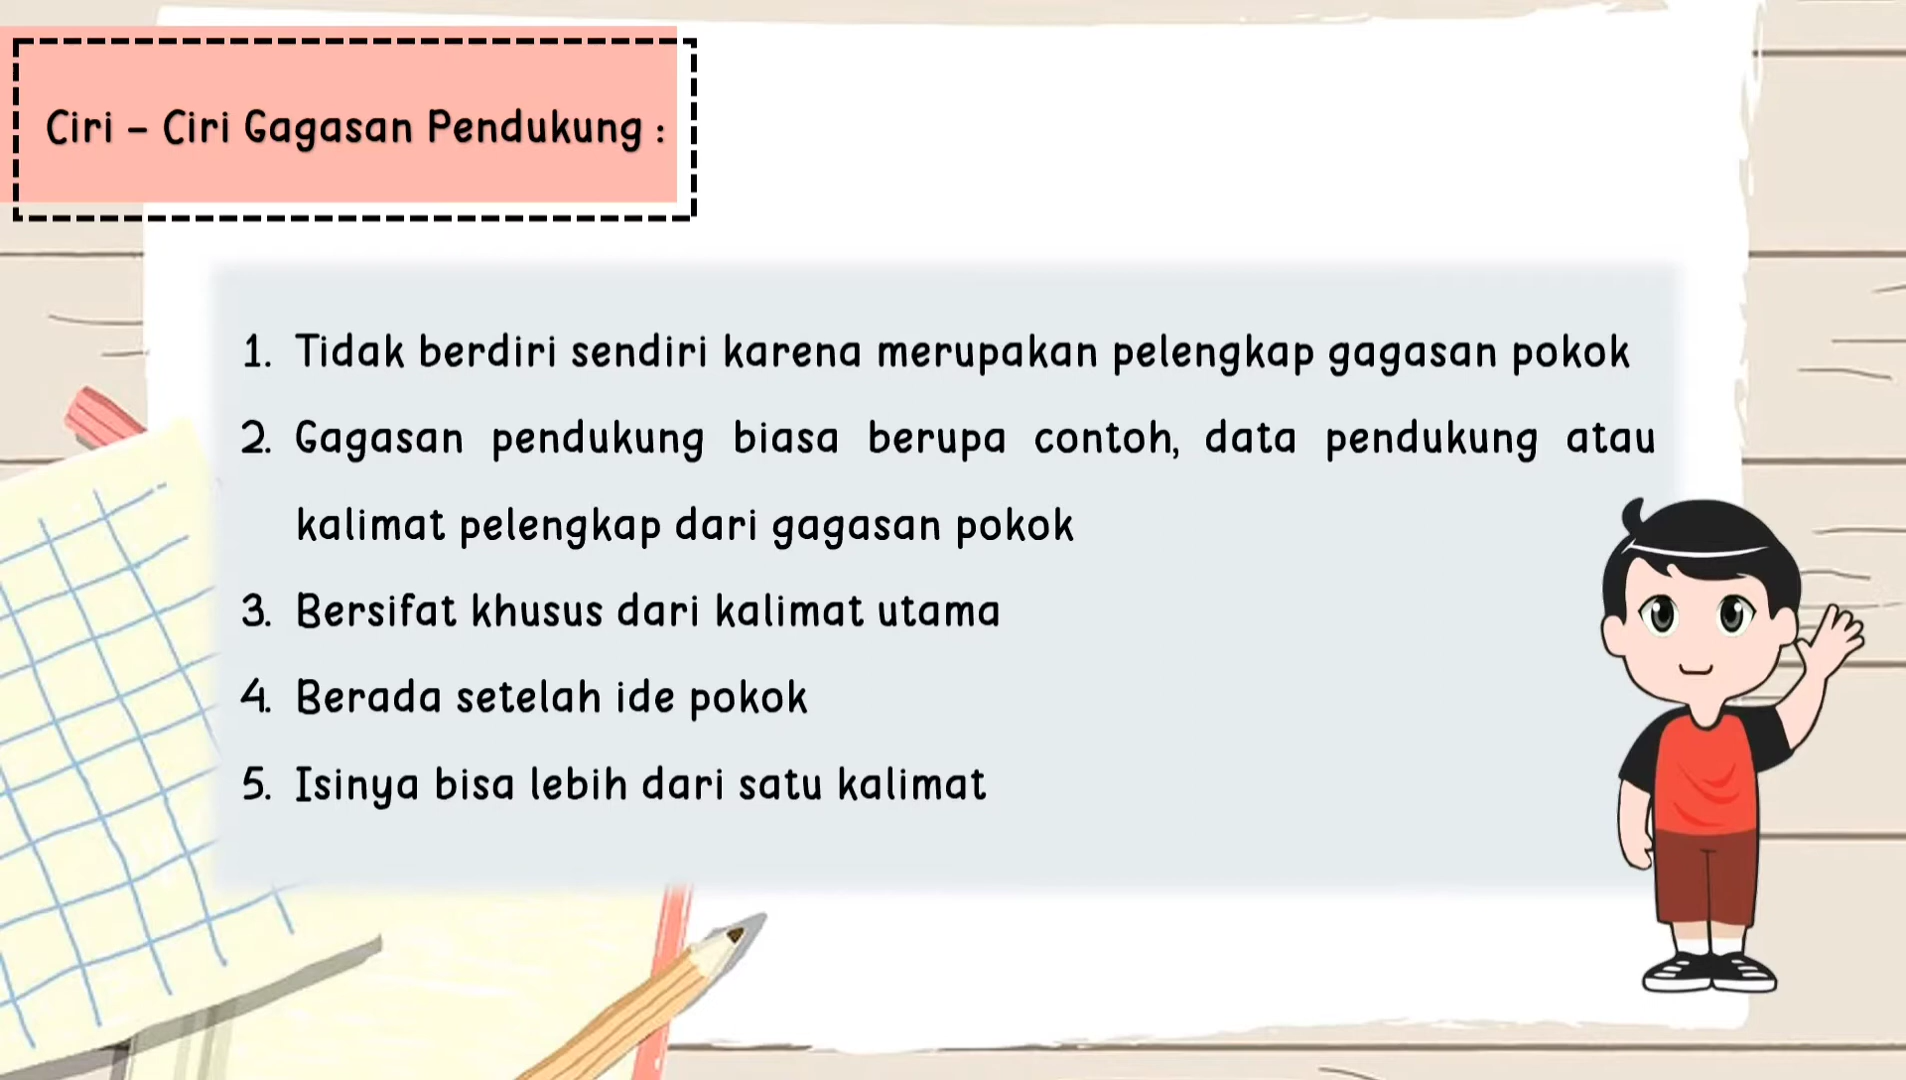 Ciri - Ciri Gagasan Pendukung :
1. Tidak berdiri sendiri karena merupakan pelengkap gagasan pokok
2. Gagasan pendukung biasa berupa contoh, data pendukung atau
kalimat pelengkap dari gagasan pokok
3. Bersifat khusus dari kalimat utama
4. Berada setelah ide pokok
5. Isinya bisa lebih dari satu kalimat